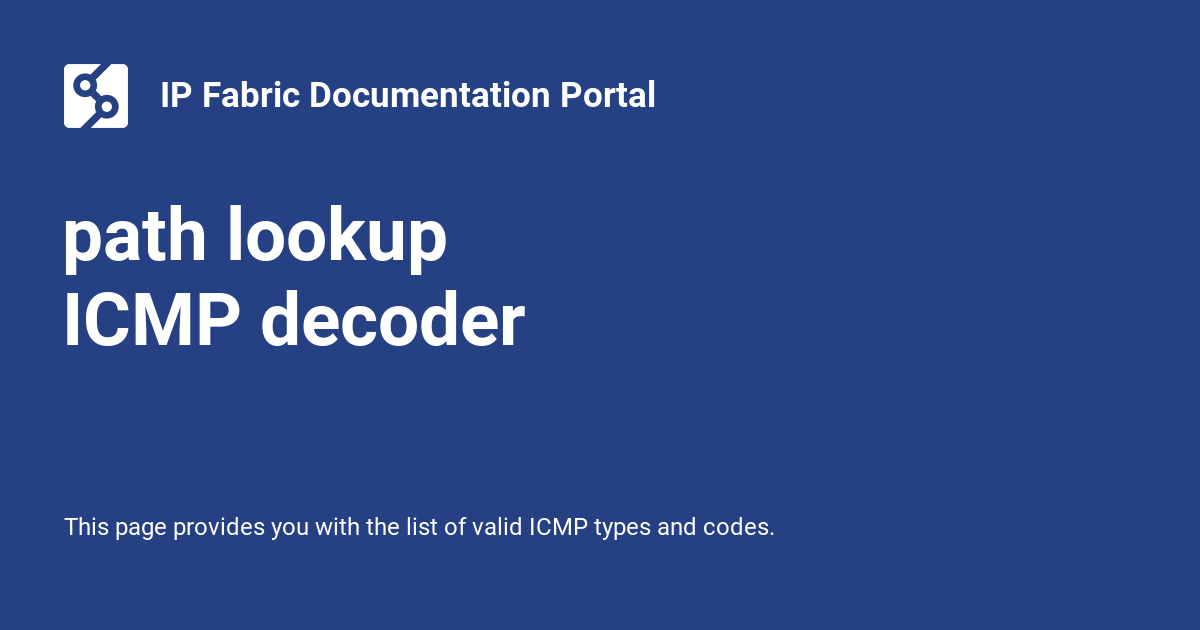 IP Fabric Documentation Portal
path lookup
ICMP decoder
This page provides you with the list of valid ICMP types and codes.